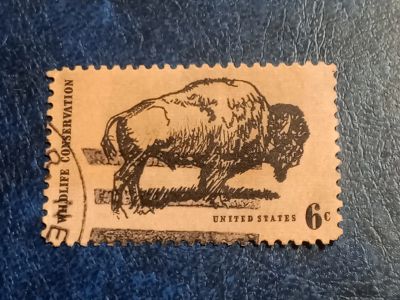 WILDLIFE CONSERVATION
UNITED STATES 6c